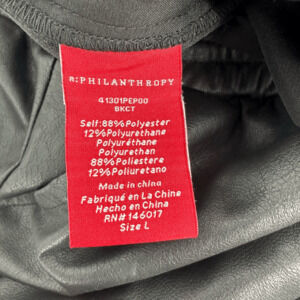 n:PHILANTHROPY
41301PEP00
BKCT
Self:88%Polyester
12%Polyurethane
Polyuréthane
Polyurethan
88%Poliestere
12%Poliuretano
Made in china
Fabriqué en La Chine
Hecho en China
RN#146017
Size L